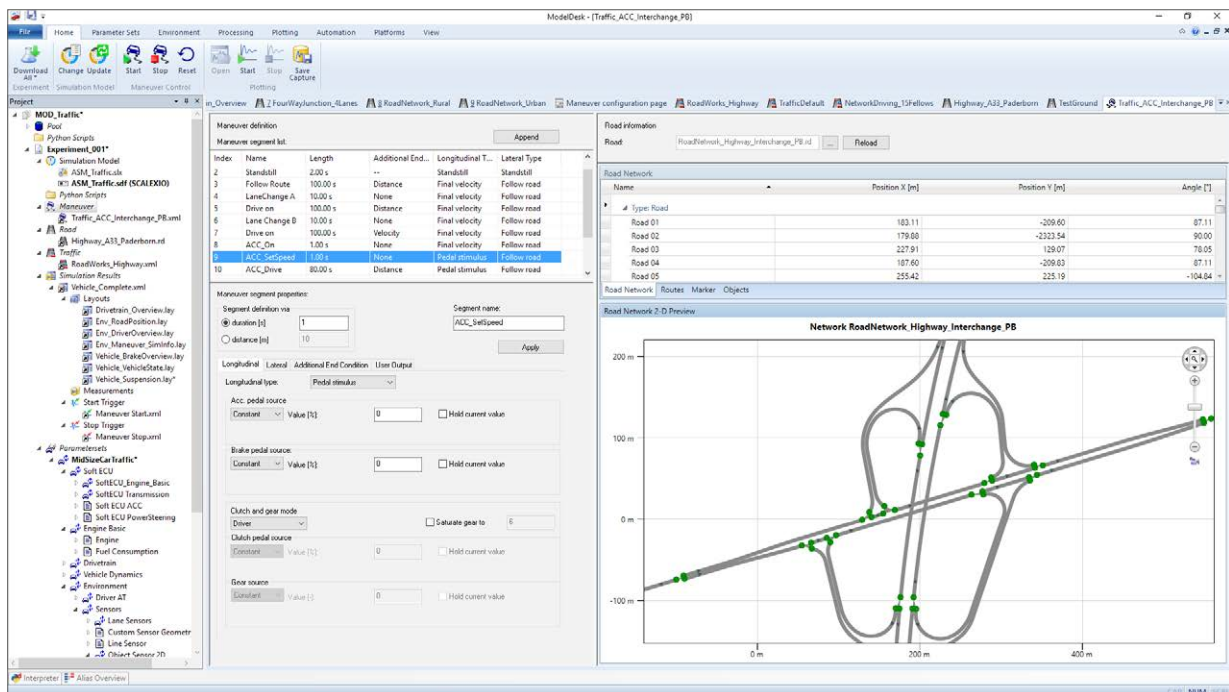 ModelDesk - [Traffic_ACC_Interchange_PB]
File Home Parameter Sets Environment Processing Plotting Automation Platforms View
Download All Change Update Start Stop Reset Open Start Stop Save Capture
Experiment Simulation Model Maneuver Control Plotting
Project
in_Overview 7 FourWayJunction_4Lanes 8 RoadNetwork_Rural 9 RoadNetwork_Urban Maneuver configuration page RoadWorks_Highway TrafficDefault NetworkDriving_15Fellows Highway_A33_Paderborn TestGround Traffic_ACC_Interchange_PB
MOD_Traffic*
Pool
Python Scripts
Experiment_001*
Simulation Model
ASM_Traffic.slx
ASM_Traffic.sdf (SCALEXIO)
Python Scripts
Maneuver
Traffic_ACC_Interchange_PB.xml
Road
Highway_A33_Paderborn.rd
Traffic
RoadWorks_Highway.xml
Simulation Results
Vehicle_Complete.xml
Layouts
Drivetrain_Overview.lay
Env_RoadPosition.lay
Env_DriverOverview.lay
Env_Maneuver_SimInfo.lay
Vehicle_BrakeOverview.lay
Vehicle_VehicleState.lay
Vehicle_Suspension.lay*
Measurements
Start Trigger
Maneuver Start.xml
Stop Trigger
Maneuver Stop.xml
Parametersets
MidSizeCarTraffic*
Soft ECU
SoftECU_Engine_Basic
SoftECU Transmission
Soft ECU ACC
Soft ECU PowerSteering
Engine Basic
Engine
Fuel Consumption
Drivetrain
Vehicle Dynamics
Environment
Driver AT
Sensors
Lane Sensors
Custom Sensor Geometr
Line Sensor
Object Sensor 2D
Maneuver definition
Maneuver segment list:
Append
Index Name Length Additional End... Longitudinal T... Lateral Type
2 Standstill 2.00 s -- Standstill Standstill
3 Follow Route 100.00 s Distance Final velocity Follow road
4 LaneChange A 10.00 s None Final velocity Follow road
5 Drive on 100.00 s Distance Final velocity Follow road
6 Lane Change B 10.00 s None Final velocity Follow road
7 Drive on 100.00 s Velocity Final velocity Follow road
8 ACC_On 1.00 s None Final velocity Follow road
9 ACC_SetSpeed 1.00 s None Pedal stimulus Follow road
10 ACC_Drive 80.00 s Distance Pedal stimulus Follow road
Maneuver segment properties:
Segment definition via
duration [s] 1
distance [m] 10
Segment name:
ACC_SetSpeed
Apply
Longitudinal Lateral Additional End Condition User Output
Longitudinal type: Pedal stimulus
Acc. pedal source
Constant Value [%]: 0 Hold current value
Brake pedal source:
Constant Value [%]: 0 Hold current value
Clutch and gear mode
Driver Saturate gear to 6
Clutch pedal source
Constant Value [%]: 0 Hold current value
Gear source
Constant Value [-]: 0 Hold current value
Road information
Road: RoadNetwork_Highway_Interchange_PB.rd ... Reload
Road Network
Name Position X [m] Position Y [m] Angle [°]
Type: Road
Road 01 183.11 -209.60 87.11
Road 02 179.88 -2323.54 90.00
Road 03 227.91 129.07 78.05
Road 04 187.60 -209.83 87.11
Road 05 255.42 225.19 -104.84
Road Network Routes Marker Objects
Road Network 2-D Preview
Network RoadNetwork_Highway_Interchange_PB
200 m
100 m
0 m
-100 m
0 m 200 m 400 m
Interpreter Alias Overview
NUM